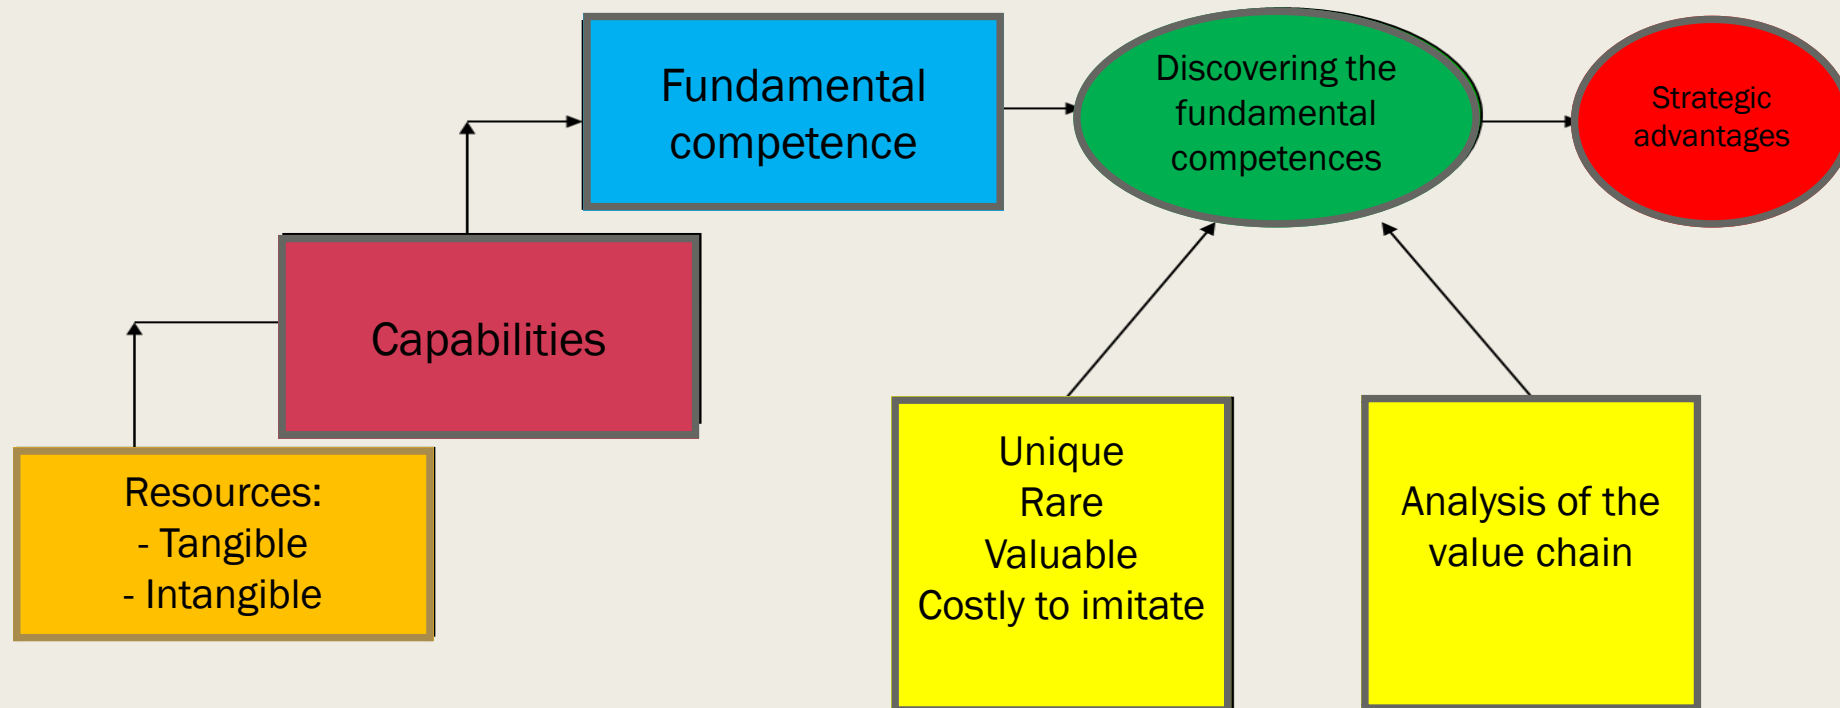 Fundamental
competence
Discovering the
fundamental
competences
Strategic
advantages
Capabilities
Resources:
- Tangible
- Intangible
Unique
Rare
Valuable
Costly to imitate
Analysis of the
value chain